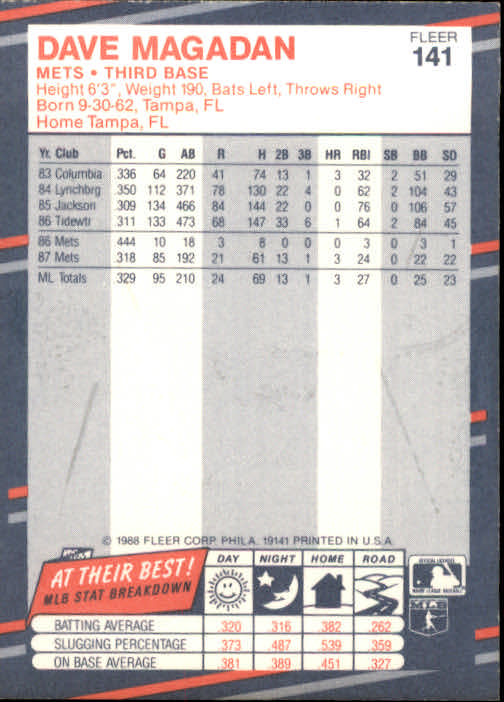 DAVE MAGADAN
FLEER
141
METS • THIRD BASE
Height 6'3", Weight 190, Bats Left, Throws Right
Born 9-30-62, Tampa, FL
Home Tampa, FL
Yr. Club Pct. G AB R H 2B 3B HR RBI SB BB SO
83 Columbia .336 64 220 41 74 13 1 3 32 2 51 29
84 Lynchbrg .350 112 371 78 130 22 4 0 62 2 104 43
85 Jackson .309 134 466 84 144 22 0 0 76 0 106 57
86 Tidewtr .311 133 473 68 147 33 6 1 64 2 84 45
86 Mets .444 10 18 3 8 0 0 0 3 0 3 1
87 Mets .318 85 192 21 61 13 1 3 24 0 22 22
ML Totals .329 95 210 24 69 13 1 3 27 0 25 23
© 1988 FLEER CORP. PHILA. 19141 PRINTED IN U.S.A.
AT THEIR BEST!
MLB STAT BREAKDOWN
DAY NIGHT HOME ROAD
BATTING AVERAGE .320 .316 .382 .262
SLUGGING PERCENTAGE .373 .487 .539 .359
ON BASE AVERAGE .381 .389 .451 .327
OFFICIAL LICENSEE
MAJOR LEAGUE BASEBALL